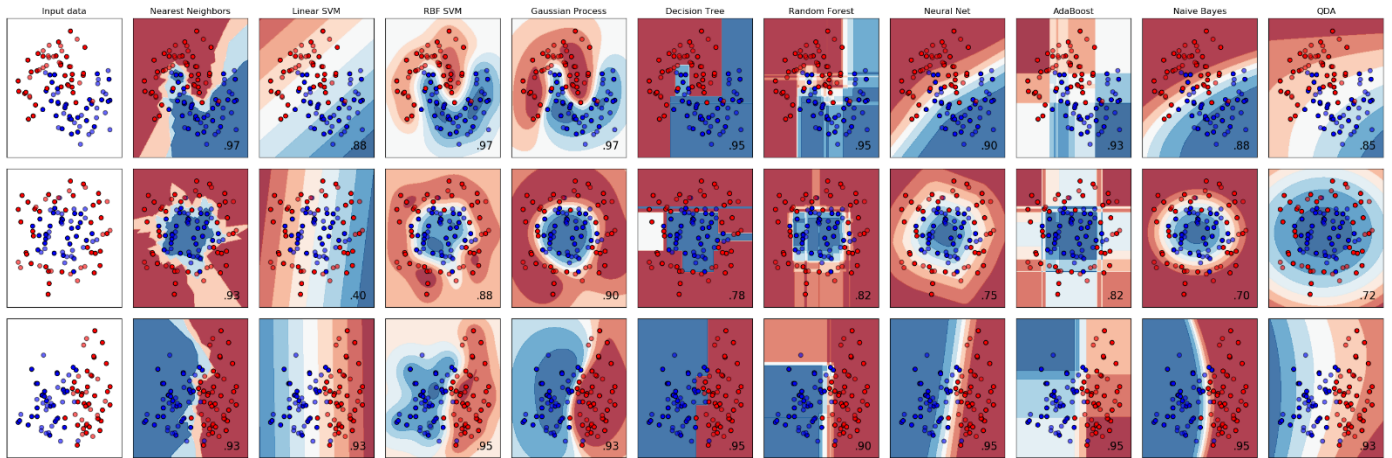 Input data
Nearest Neighbors
Linear SVM
RBF SVM
Gaussian Process
Decision Tree
Random Forest
Neural Net
AdaBoost
Naive Bayes
QDA
.97
.88
.97
.97
.95
.95
.90
.93
.88
.85
.93
.40
.88
.90
.78
.82
.75
.82
.70
.72
.93
.93
.95
.93
.95
.90
.95
.95
.95
.93